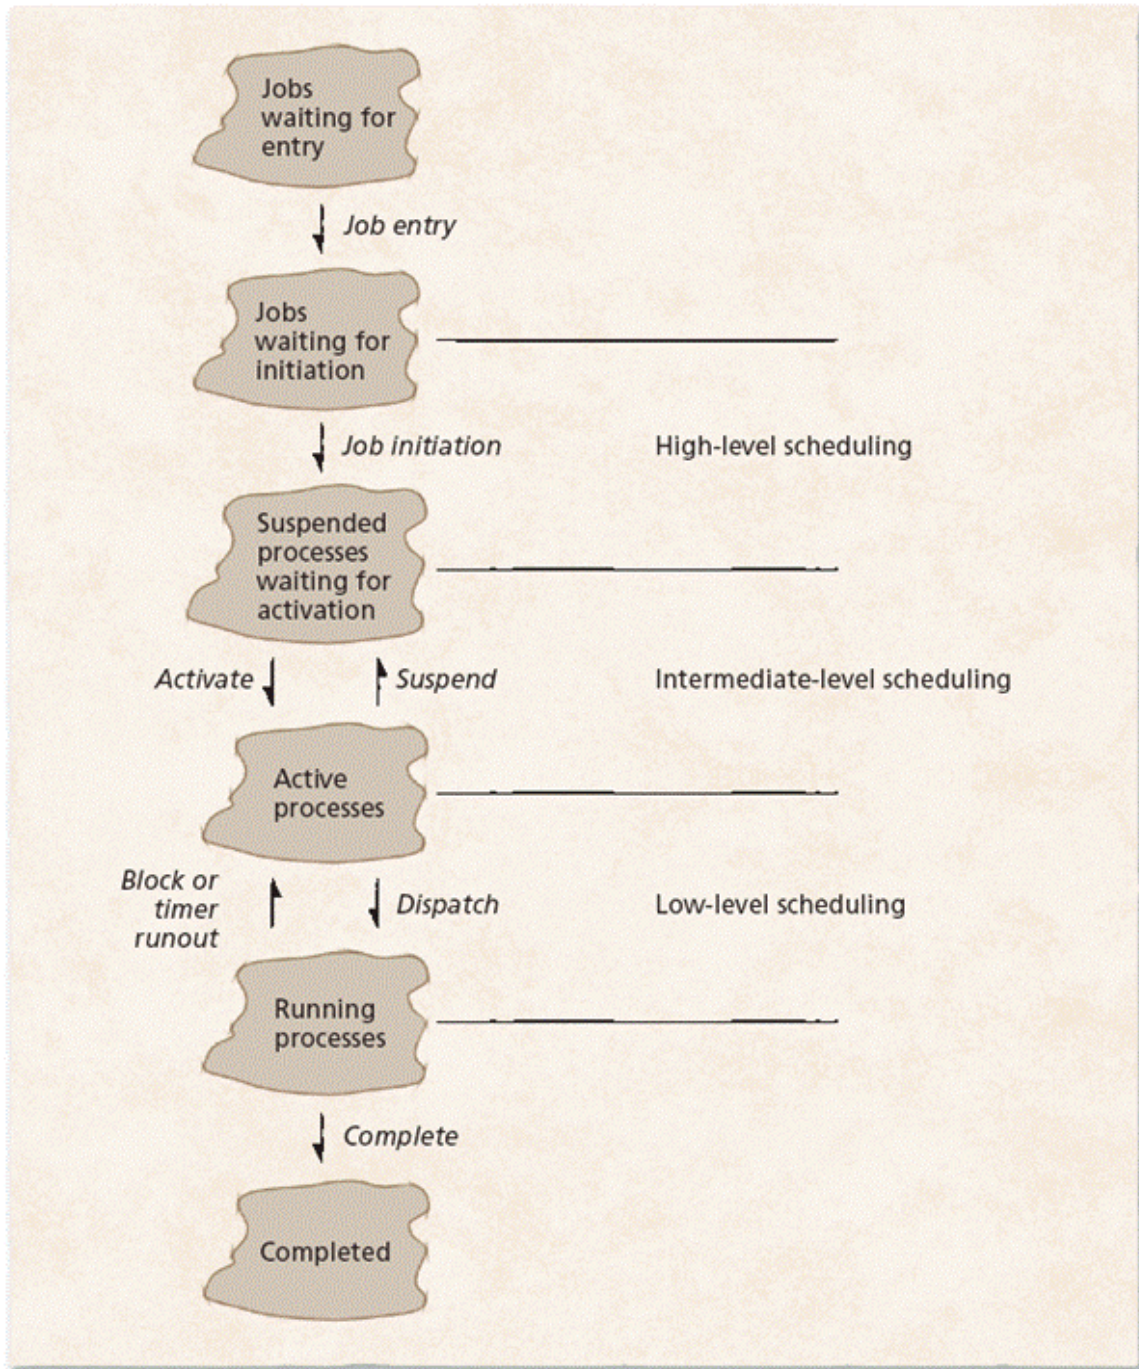 Jobs
waiting for
entry
Job entry
Jobs
waiting for
initiation
Job initiation
High-level scheduling
Suspended
processes
waiting for
activation
Activate
Suspend
Intermediate-level scheduling
Active
processes
Block or
timer
runout
Dispatch
Low-level scheduling
Running
processes
Complete
Completed